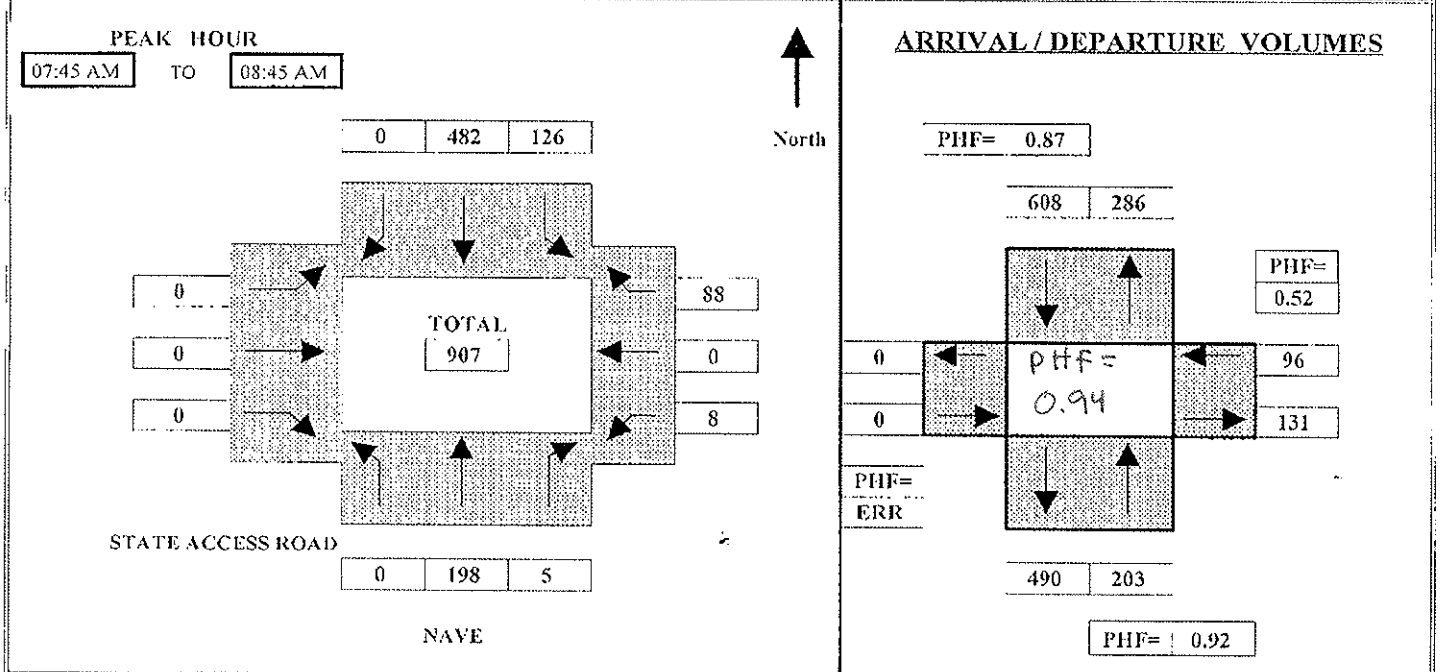 PEAK HOUR
07:45 AM TO 08:45 AM
0 482 126
North
0 88
TOTAL
0 907 0
0 8
STATE ACCESS ROAD
0 198 5
NAVE
ARRIVAL / DEPARTURE VOLUMES
PHF= 0.87
608 286
PHF=
0.52
0 PHF = 96
0.94
0 131
PHF=
ERR
490 203
PHF= 0.92